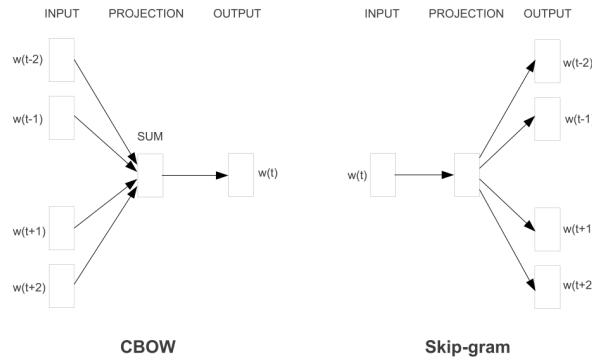 INPUT PROJECTION OUTPUT
w(t-2)
w(t-1)
SUM
w(t)
w(t+1)
w(t+2)
CBOW
INPUT PROJECTION OUTPUT
w(t-2)
w(t-1
w(t)
w(t+1
w(t+2
Skip-gram